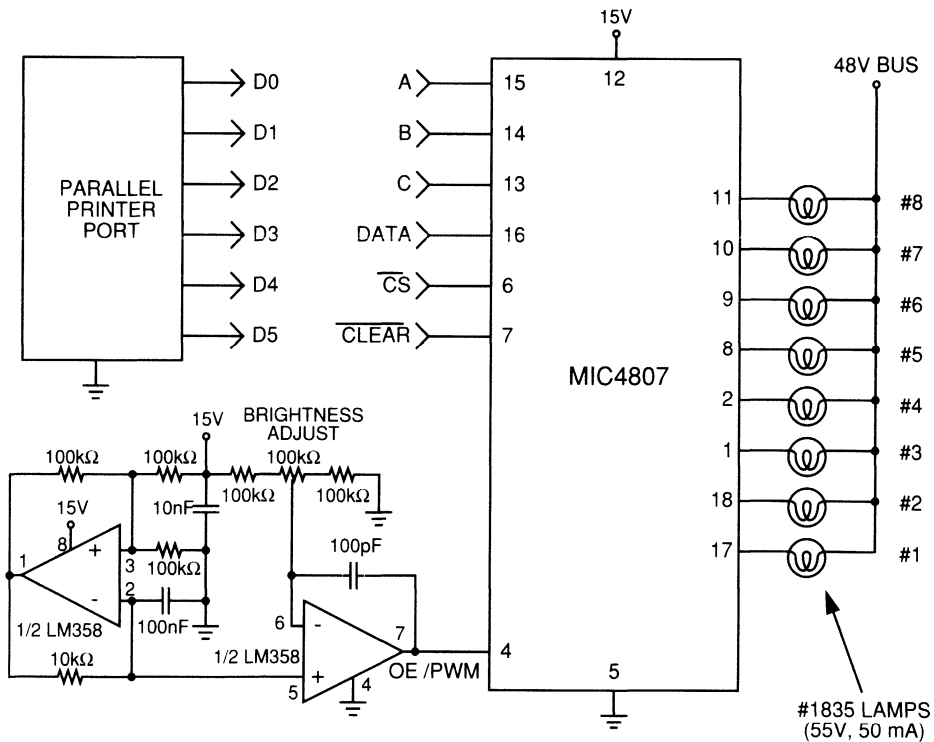 15V
12
48V BUS
PARALLEL
PRINTER
PORT
D0
D1
D2
D3
D4
D5
A
B
C
DATA
CS
CLEAR
15
14
13
16
6
7
MIC4807
11
10
9
8
2
1
18
17
#8
#7
#6
#5
#4
#3
#2
#1
15V
BRIGHTNESS
ADJUST
100kΩ
100kΩ
100kΩ
100kΩ
100kΩ
10nF
15V
8
1
+
3
100kΩ
2
-
100nF
1/2 LM358
10kΩ
100pF
6
-
7
1/2 LM358
+
5
4
OE /PWM
4
5
#1835 LAMPS
(55V, 50 mA)